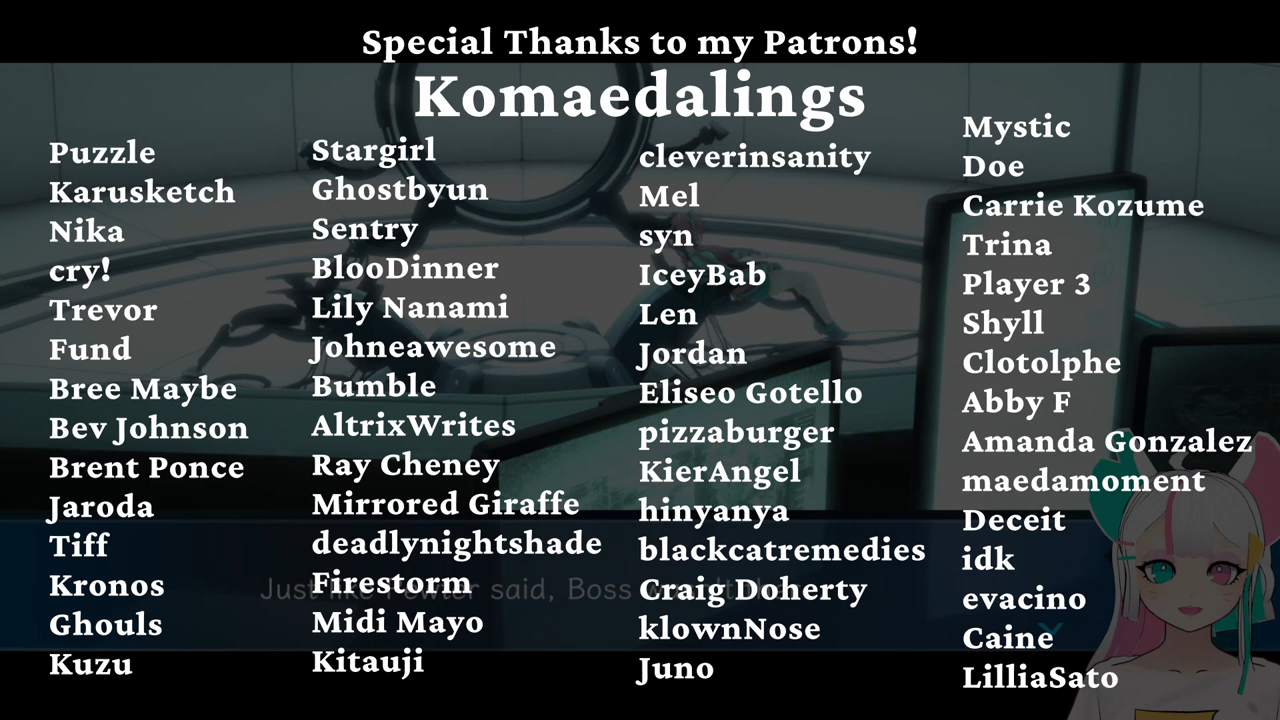 Special Thanks to my Patrons!
Komaedalings
Puzzle
Karusketch
Nika
cry!
Trevor
Fund
Bree Maybe
Bev Johnson
Brent Ponce
Jaroda
Tiff
Kronos
Ghouls
Kuzu
Stargirl
Ghostbyun
Sentry
BlooDinner
Lily Nanami
Johneawesome
Bumble
AltrixWrites
Ray Cheney
Mirrored Giraffe
deadlynightshade
Firestorm
Midi Mayo
Kitauji
cleverinsanity
Mel
syn
IceyBab
Len
Jordan
Eliseo Gotello
pizzaburger
KierAngel
hinyanya
blackcatremedies
Craig Doherty
klownNose
Juno
Mystic
Doe
Carrie Kozume
Trina
Player 3
Shyll
Clotolphe
Abby F
Amanda Gonzalez
maedamoment
Deceit
idk
evacino
Caine
LilliaSato
Just said, Boss